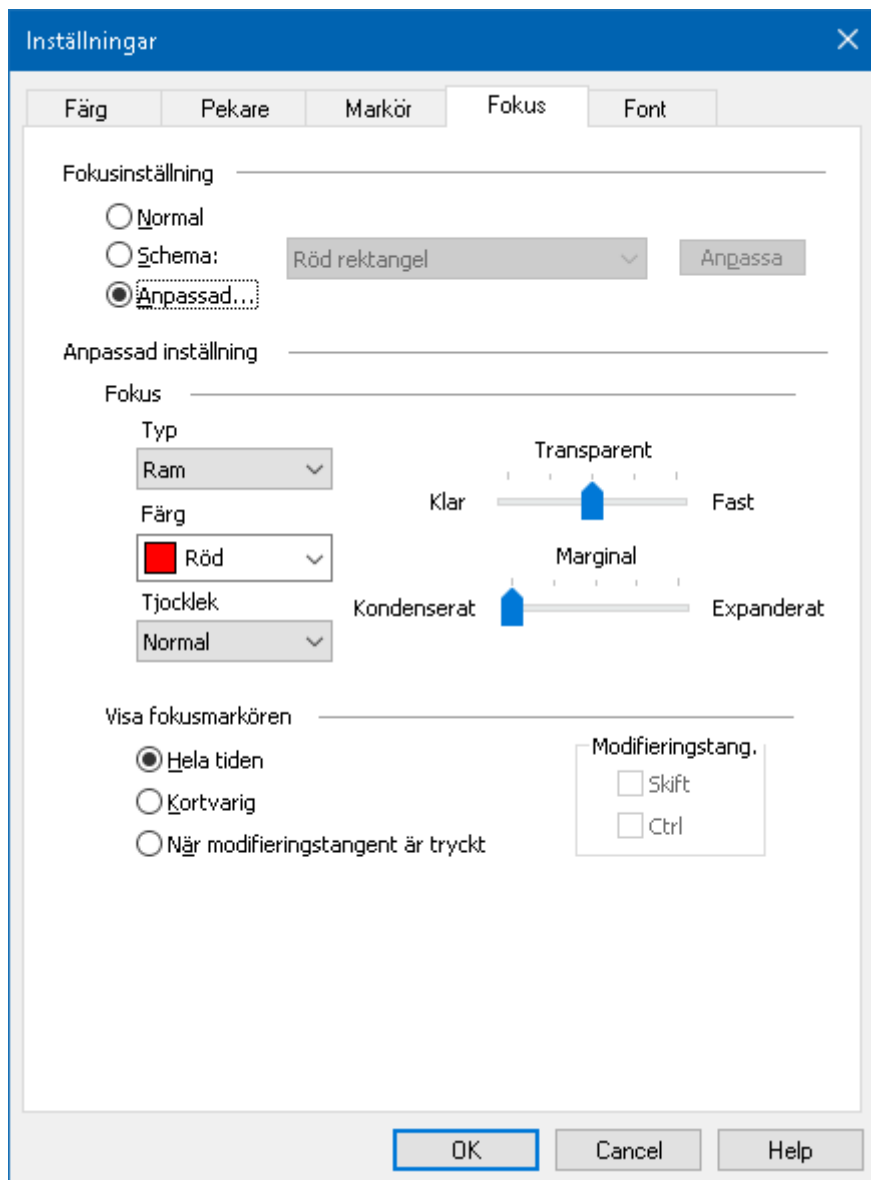 Inställningar
Färg Pekare Markör Fokus Font
Fokusinställning
Normal
Schema: Röd rektangel Anpassa
Anpassad...
Anpassad inställning
Fokus
Typ
Ram
Transparent
Klar Fast
Färg
Röd
Marginal
Tjocklek
Kondenserat Expanderat
Normal
Visa fokusmarkören
Hela tiden
Kortvarig
När modifieringstangent är tryckt
Modifieringstang.
Skift
Ctrl
OK Cancel Help